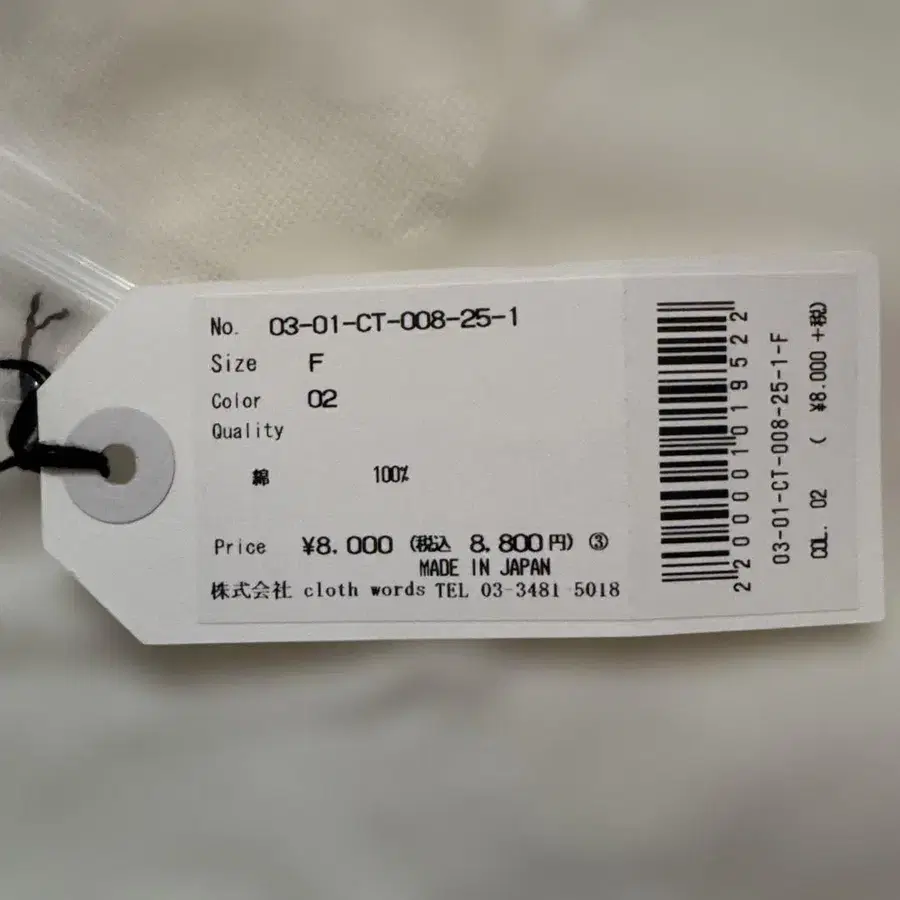 No. 03-01-CT-008-25-1
Size F
Color 02
Quality
綿 100%
Price ¥8.000 (税込 8.800円) ③
MADE IN JAPAN
株式会社 cloth words TEL 03-3481-5018
2200001019522
03-01-CT-008-25-1-F
COL. 02 ( ¥8.000 +税)